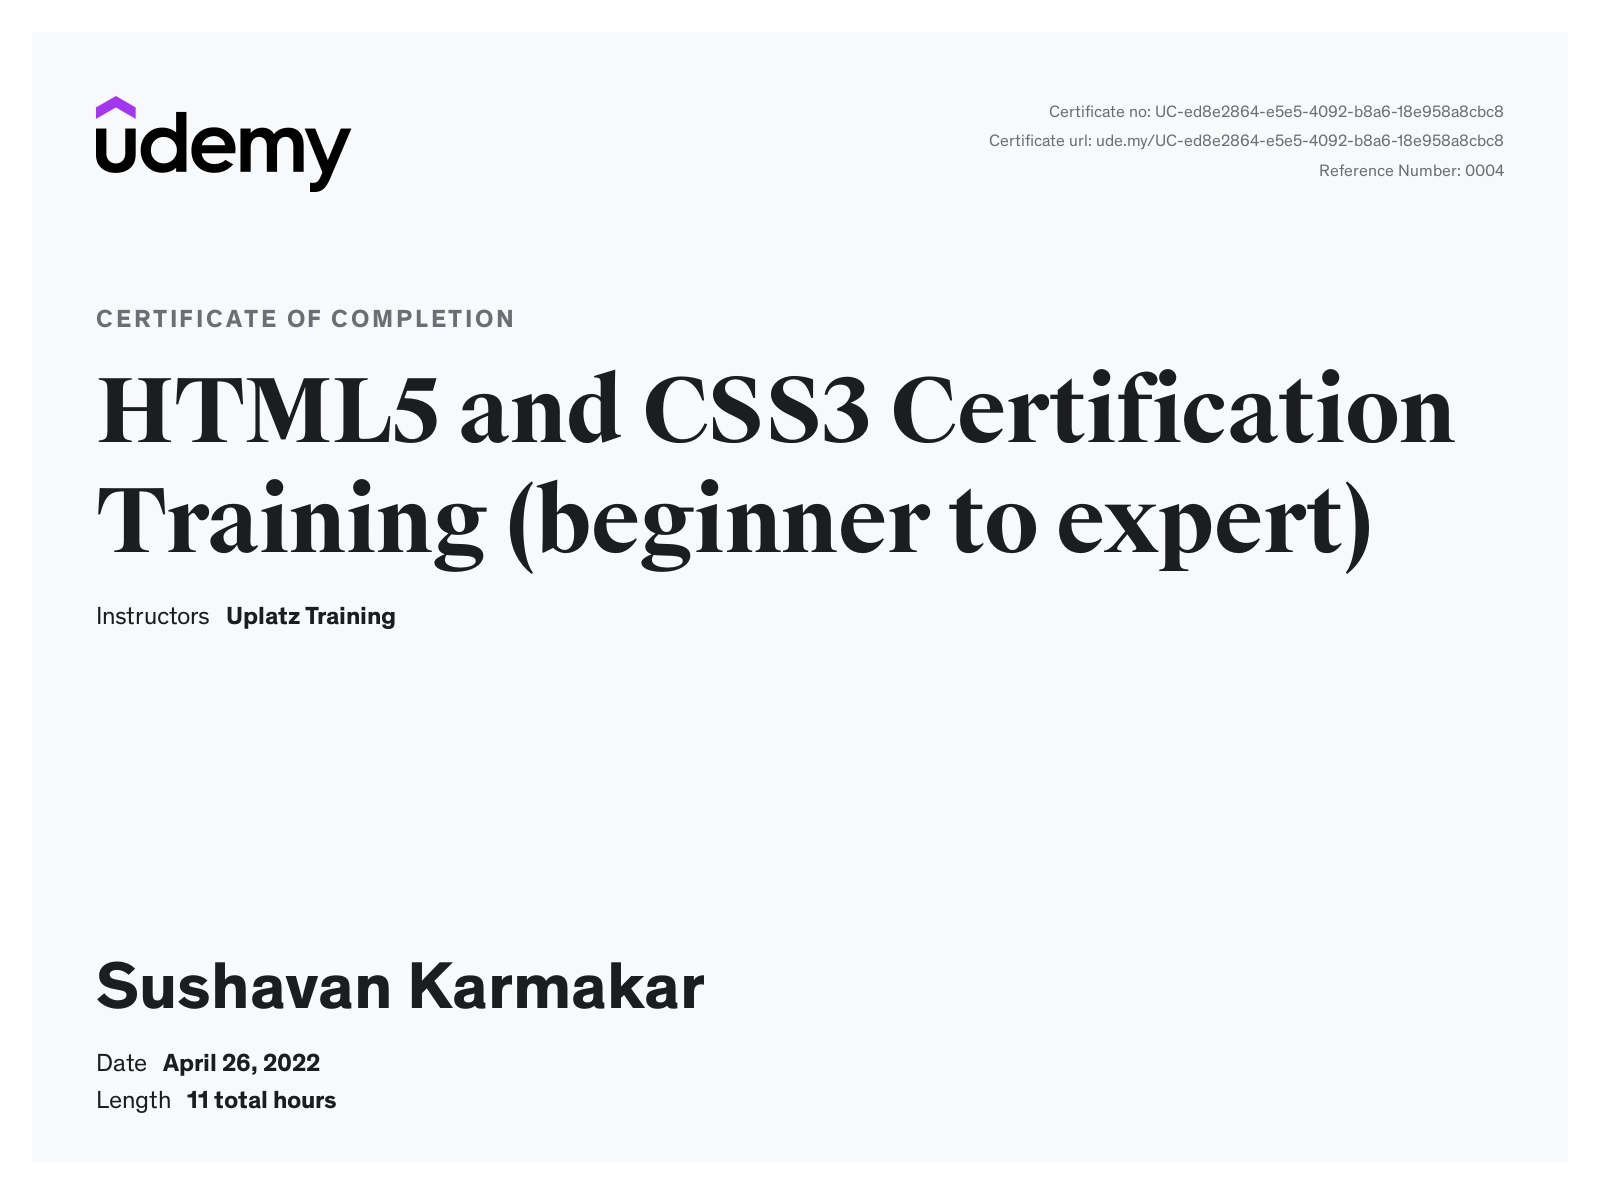 udemy
Certificate no: UC-ed8e2864-e5e5-4092-b8a6-18e958a8cbc8
Certificate url: ude.my/UC-ed8e2864-e5e5-4092-b8a6-18e958a8cbc8
Reference Number: 0004
CERTIFICATE OF COMPLETION
HTML5 and CSS3 Certification
Training (beginner to expert)
Instructors Uplatz Training
Sushavan Karmakar
Date April 26, 2022
Length 11 total hours